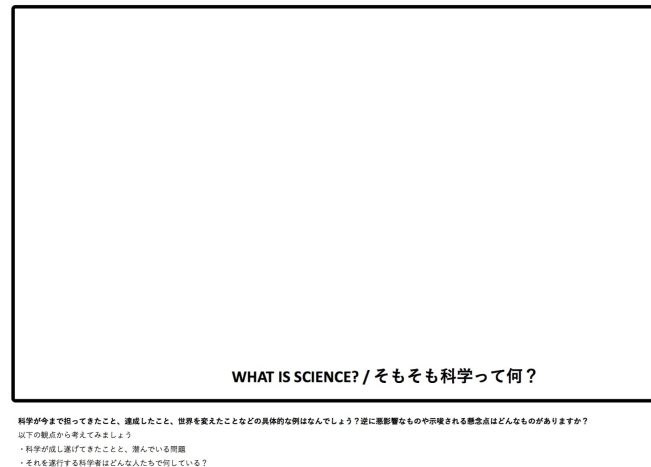 WHAT IS SCIENCE? / そもそも科学って何？
科学が今まで担ってきたこと、達成したこと、世界を変えたことなどの具体的な例はなんでしょう？逆に悪影響なものや示唆される懸念点はどんなものがありますか？
以下の観点から考えてみましょう
・科学が成し遂げてきたことと、潜んでいる問題
・それを遂行する科学者はどんな人たちで何している？